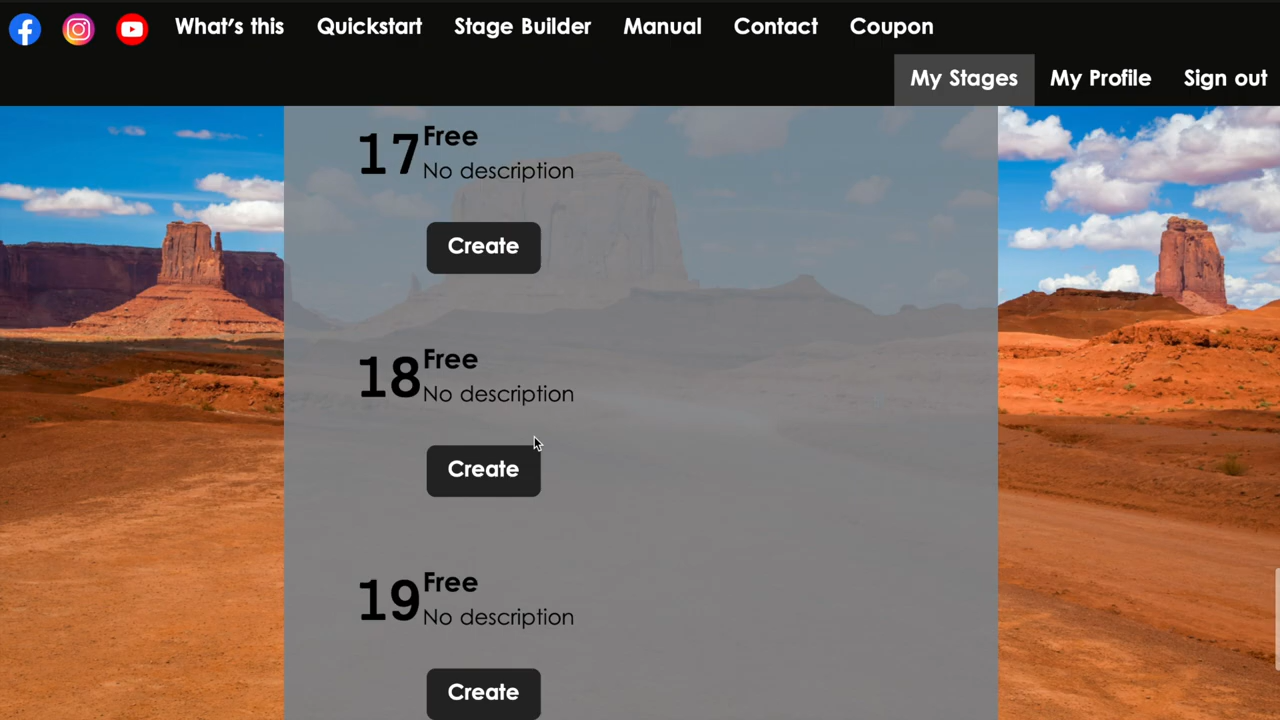 What's this Quickstart Stage Builder Manual Contact Coupon
My Stages My Profile Sign out
17 Free
No description
Create
18 Free
No description
Create
19 Free
No description
Create